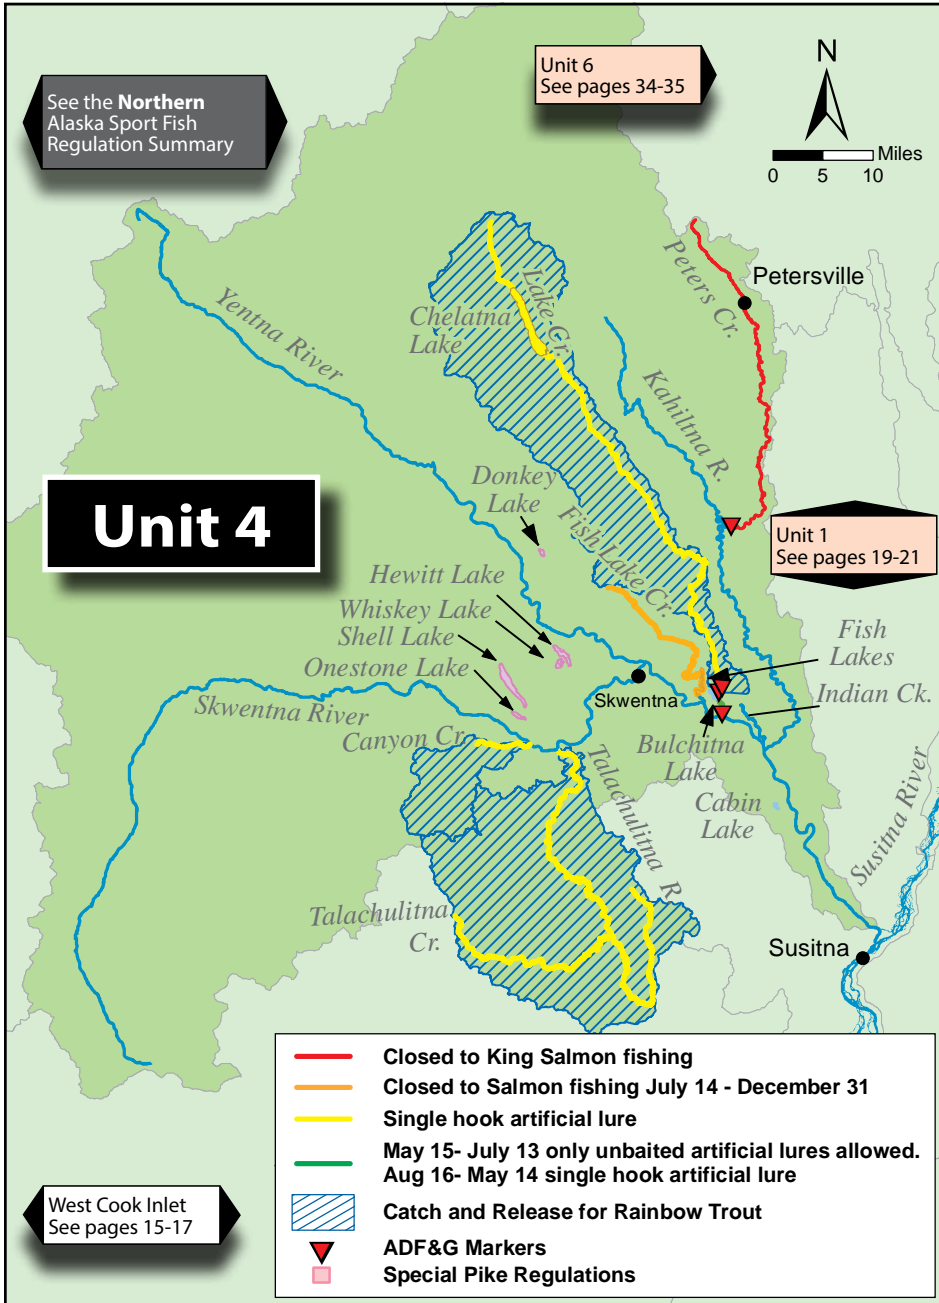 See the Northern
Alaska Sport Fish
Regulation Summary
Unit 6
See pages 34-35
N
Miles
0 5 10
Peters Cr.
Petersville
Yentna River
Chelatna
Lake
Lake Cr.
Kahiltna R.
Unit 4
Donkey
Lake
Unit 1
See pages 19-21
Fish Lake Cr.
Hewitt Lake
Whiskey Lake
Shell Lake
Onestone Lake
Fish
Lakes
Skwentna
Indian Ck.
Skwentna River
Canyon Cr.
Bulchitna
Lake
Talachulitna R.
Cabin
Lake
Susitna River
Talachulitna
Cr.
Susitna
Closed to King Salmon fishing
Closed to Salmon fishing July 14 - December 31
Single hook artificial lure
May 15- July 13 only unbaited artificial lures allowed.
Aug 16- May 14 single hook artificial lure
Catch and Release for Rainbow Trout
ADF&G Markers
Special Pike Regulations
West Cook Inlet
See pages 15-17